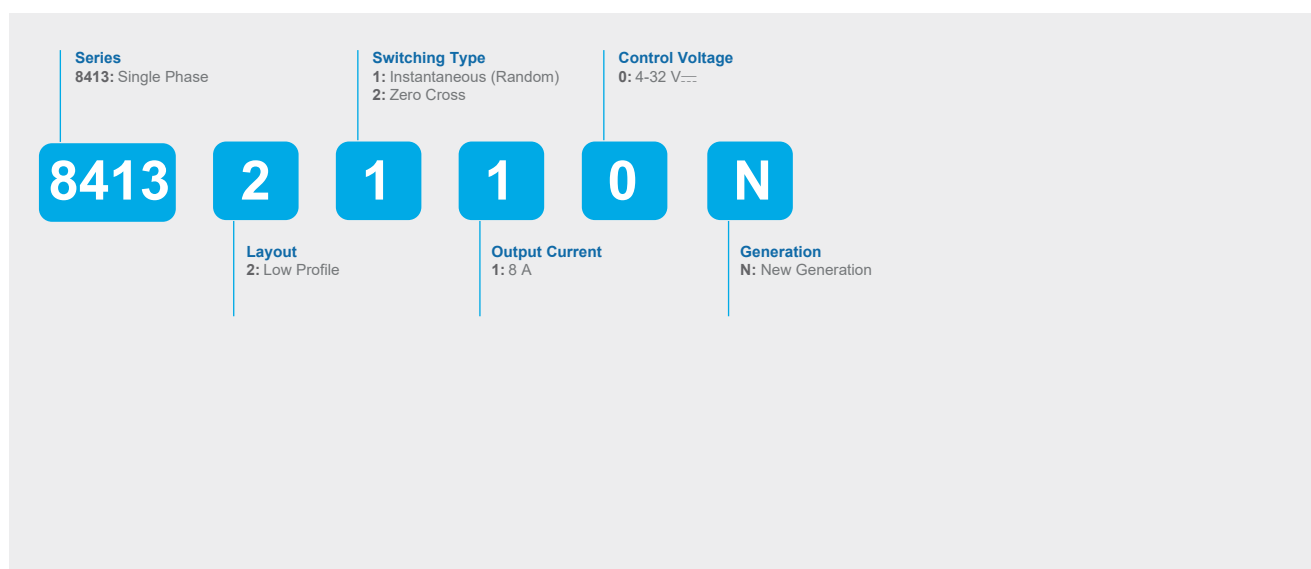 Series
8413: Single Phase
Switching Type
1: Instantaneous (Random)
2: Zero Cross
Control Voltage
0: 4-32 V⎓
8413 2 1 1 0 N
Layout
2: Low Profile
Output Current
1: 8 A
Generation
N: New Generation